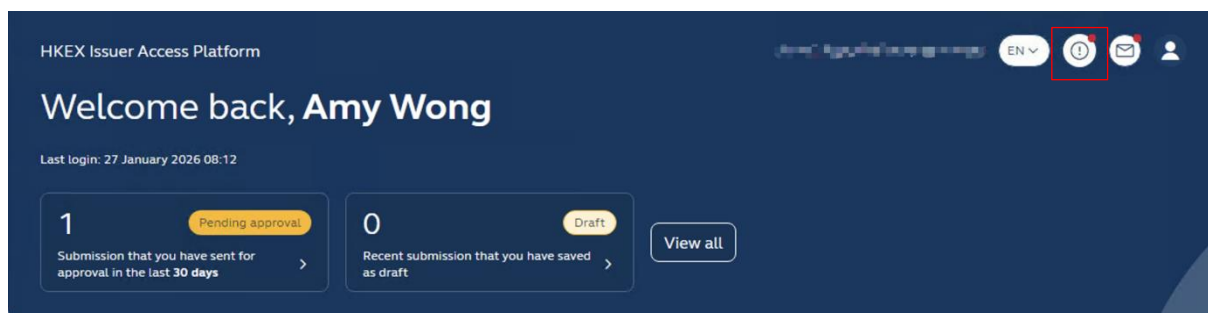 HKEX Issuer Access Platform
EN
Welcome back, Amy Wong
Last login: 27 January 2026 08:12
1
Pending approval
Submission that you have sent for
approval in the last 30 days
0
Draft
Recent submission that you have saved
as draft
View all